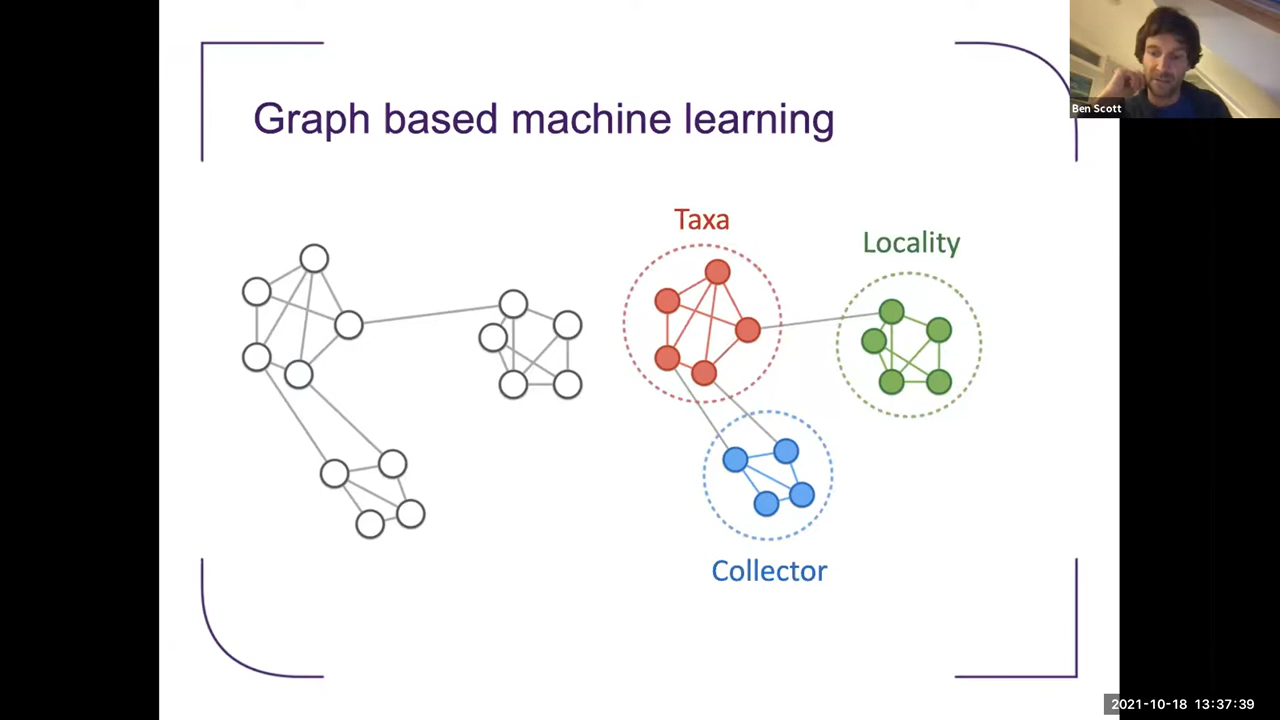 Ben Scott
Graph based machine learning
Taxa
Locality
Collector
2021-10-18 13:37:39